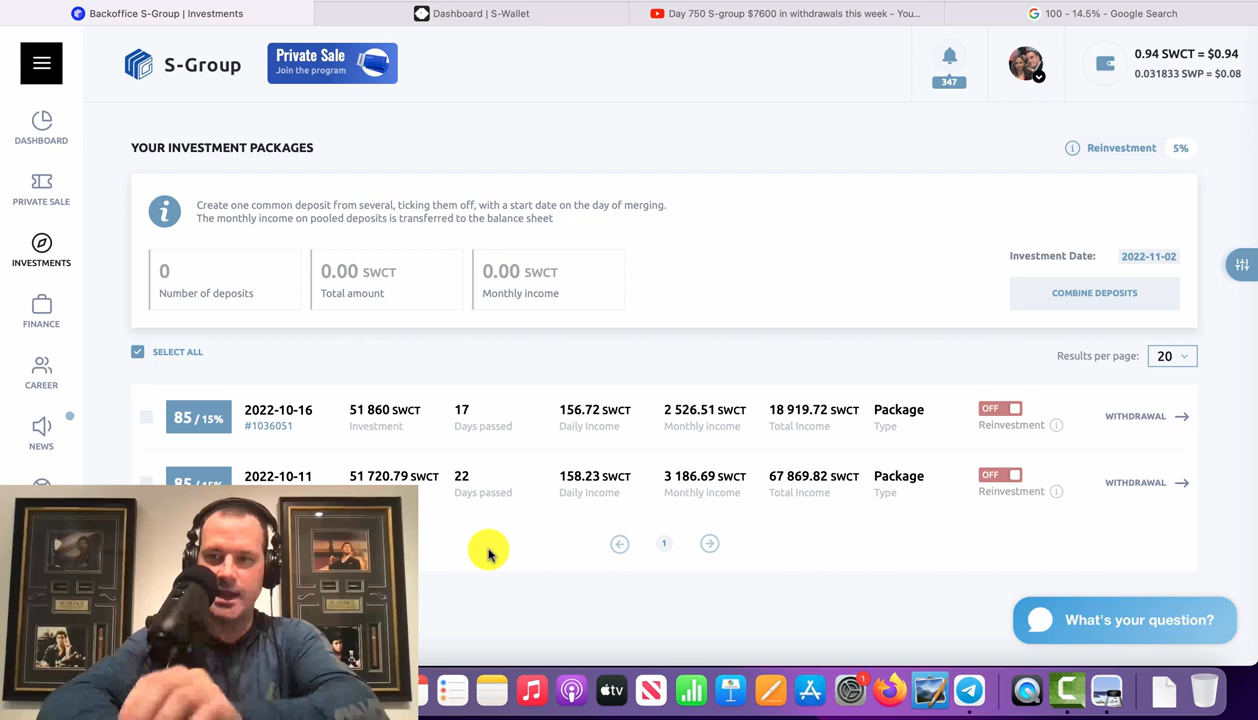 Backoffice S-Group | Investments
Dashboard | S-Wallet
Day 750 S-group $7600 in withdrawals this week - You...
100 - 14.5% - Google Search
S-Group
Private Sale
Join the program
347
0.94 SWCT = $0.94
0.031833 SWP = $0.08
DASHBOARD
PRIVATE SALE
INVESTMENTS
FINANCE
CAREER
NEWS
YOUR INVESTMENT PACKAGES
Reinvestment 5%
Create one common deposit from several, ticking them off, with a start date on the day of merging.
The monthly income on pooled deposits is transferred to the balance sheet
0
Number of deposits
0.00 SWCT
Total amount
0.00 SWCT
Monthly income
Investment Date: 2022-11-02
COMBINE DEPOSITS
SELECT ALL
Results per page: 20
85 / 15% 2022-10-16 51 860 SWCT 17 156.72 SWCT 2 526.51 SWCT 18 919.72 SWCT Package OFF WITHDRAWAL
#1036051 Investment Days passed Daily Income Monthly income Total Income Type Reinvestment
85 / 15% 2022-10-11 51 720.79 SWCT 22 158.23 SWCT 3 186.69 SWCT 67 869.82 SWCT Package OFF WITHDRAWAL
Days passed Daily Income Monthly income Total Income Type Reinvestment
1
What's your question?
tv
1